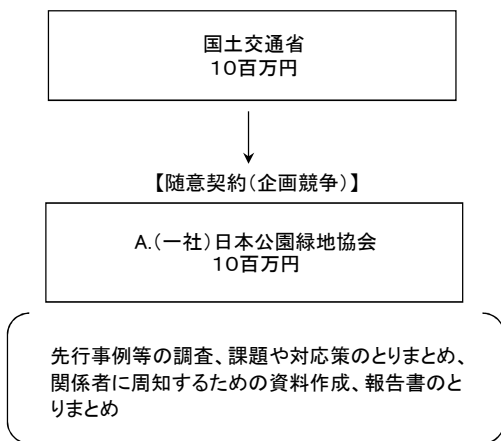 国土交通省
10百万円
【随意契約(企画競争)】
A.(一社)日本公園緑地協会
10百万円
先行事例等の調査、課題や対応策のとりまとめ、
関係者に周知するための資料作成、報告書のと
りまとめ